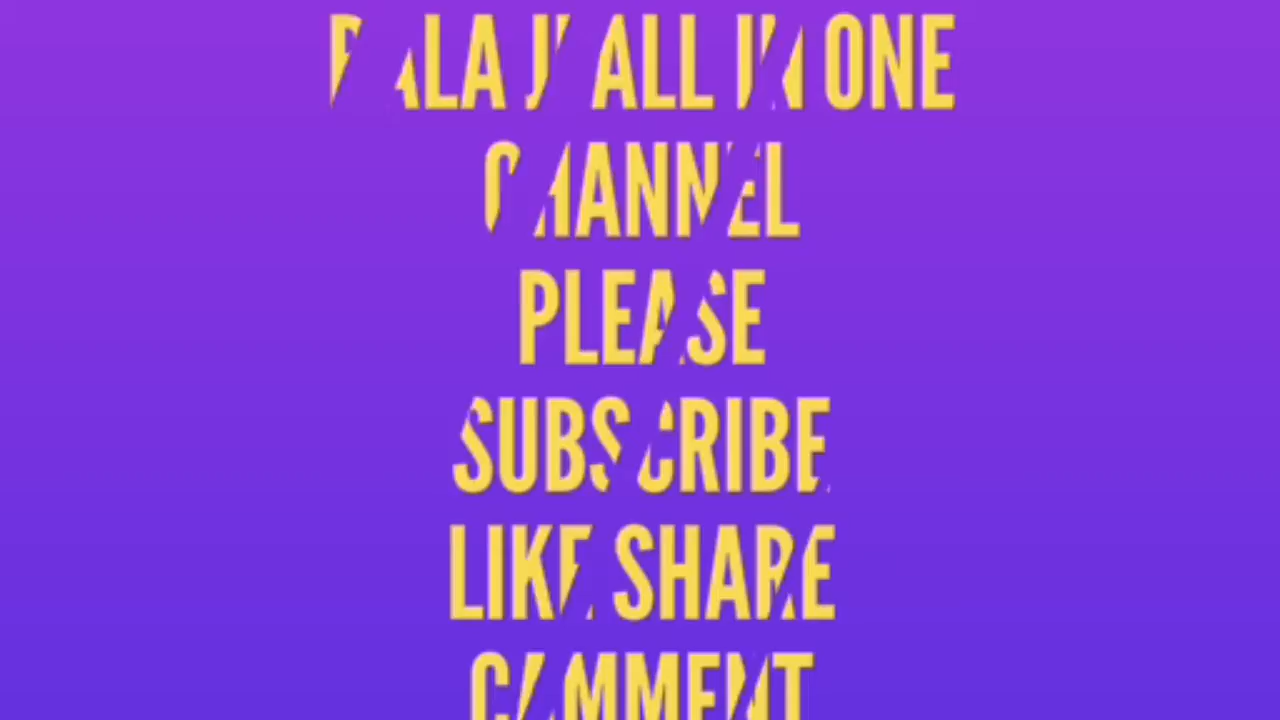 ALL IN ONE
CHANNEL
PLEASE
SUBSCRIBE
LIKE SHARE
COMMENT